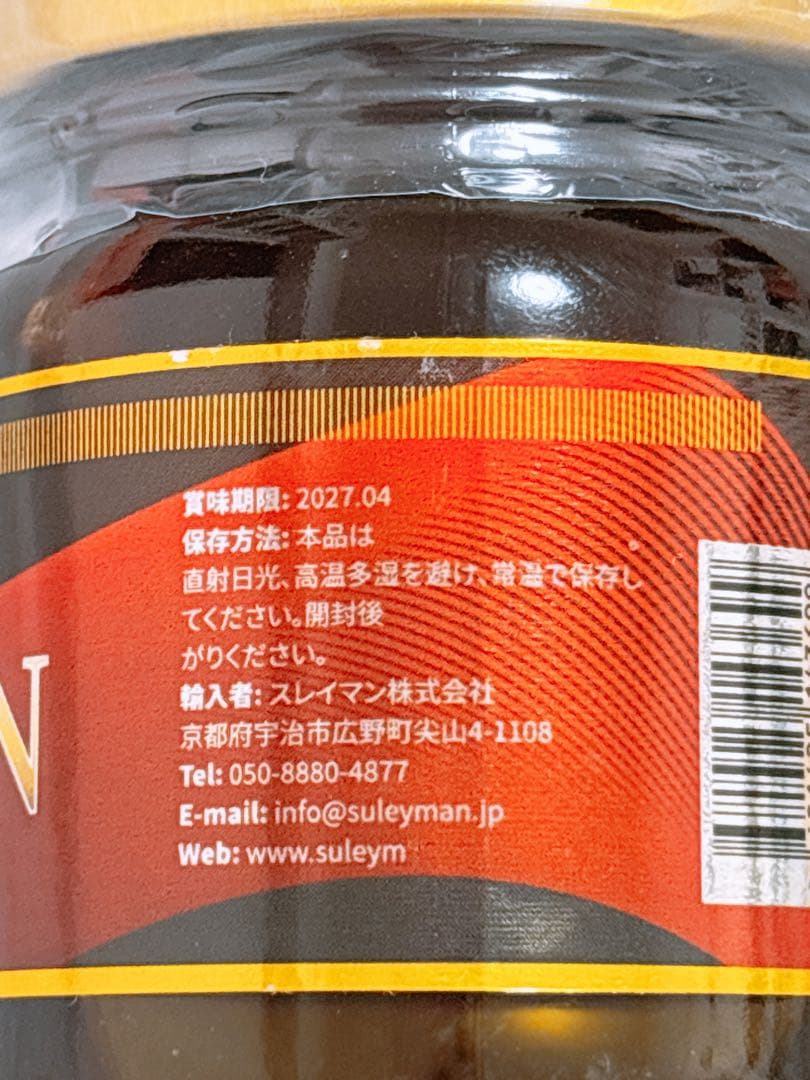 賞味期限: 2027.04
保存方法: 本品は
直射日光、高温多湿を避け、常温で保存し
てください。開封後
がりください。
輸入者: スレイマン株式会社
京都府宇治市広野町尖山4-1108
Tel: 050-8880-4877
E-mail: info@suleyman.jp
Web: www.suleym
N